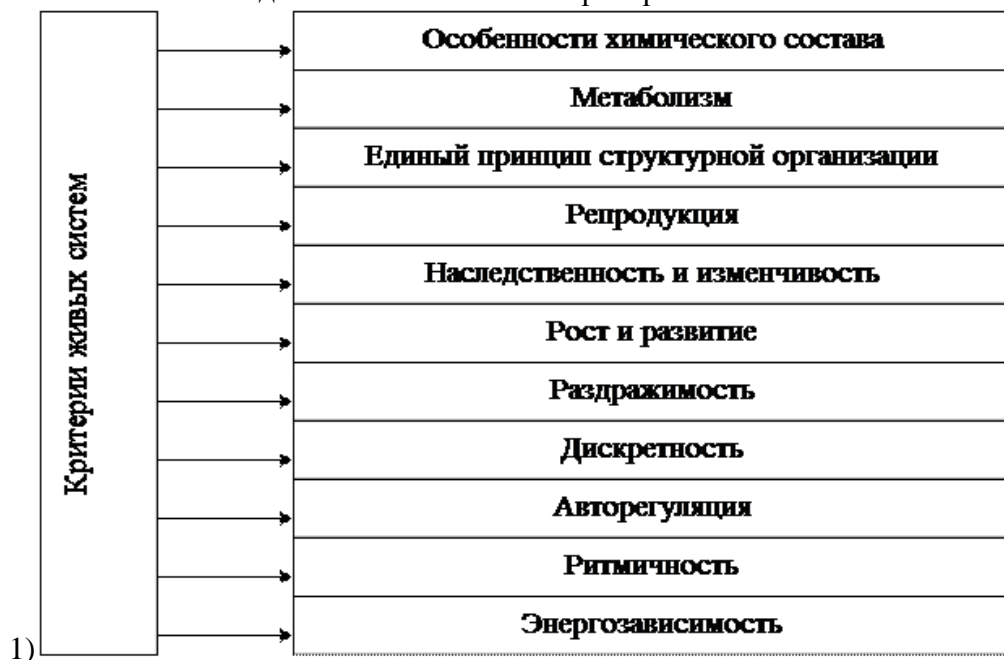 Критерии живых систем
Особенности химического состава
Метаболизм
Единый принцип структурной организации
Репродукция
Наследственность и изменчивость
Рост и развитие
Раздражимость
Дискретность
Авторегуляция
Ритмичность
Энергозависимость
1)